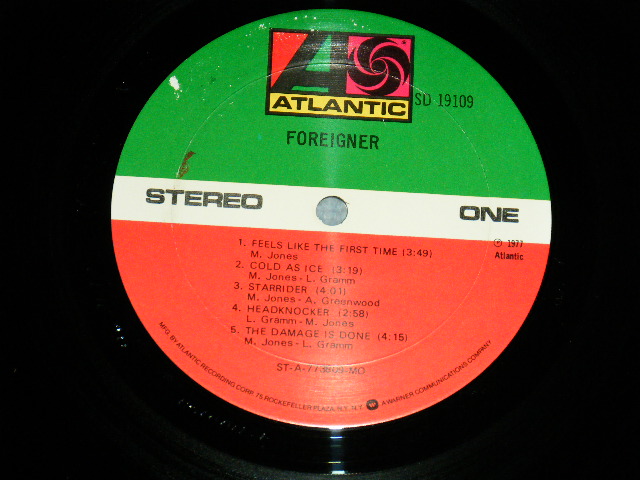 ATLANTIC
SD 19109
FOREIGNER
STEREO
ONE
1. FEELS LIKE THE FIRST TIME (3:49)
M. Jones
2. COLD AS ICE (3:19)
M. Jones - L. Gramm
3. STARRIDER (4:01)
M. Jones - A. Greenwood
4. HEADKNOCKER (2:58)
L. Gramm - M. Jones
5. THE DAMAGE IS DONE (4:15)
M. Jones - L. Gramm
℗ 1977
Atlantic
ST-A-773809-MO
MFG. BY ATLANTIC RECORDING CORP. 75 ROCKEFELLER PLAZA, N.Y., N.Y. A WARNER COMMUNICATIONS COMPANY